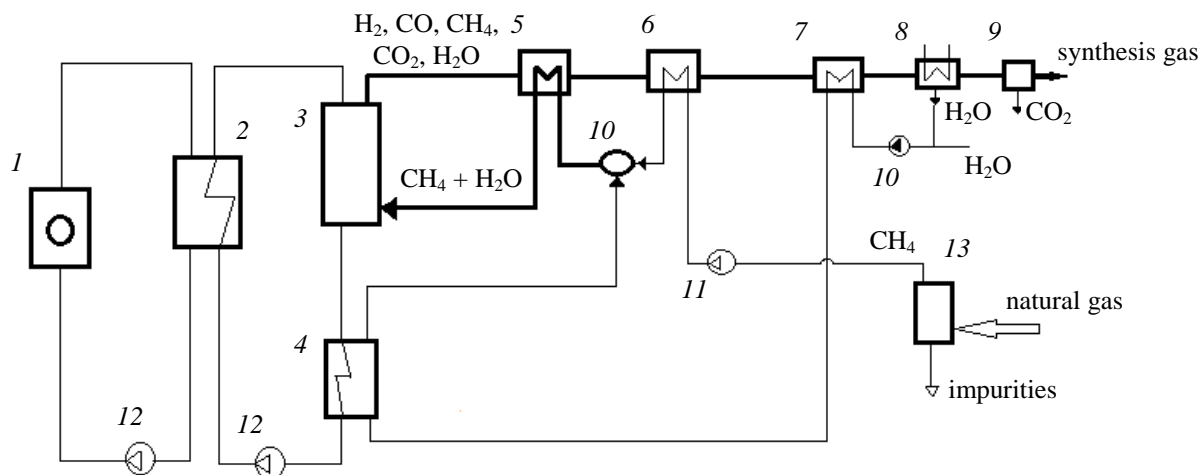 H₂, CO, CH₄,
CO₂, H₂O
5
6
7
8
9
synthesis gas
H₂O
CO₂
3
2
1
10
10
H₂O
CH₄ + H₂O
CH₄
13
11
natural gas
4
impurities
12
12